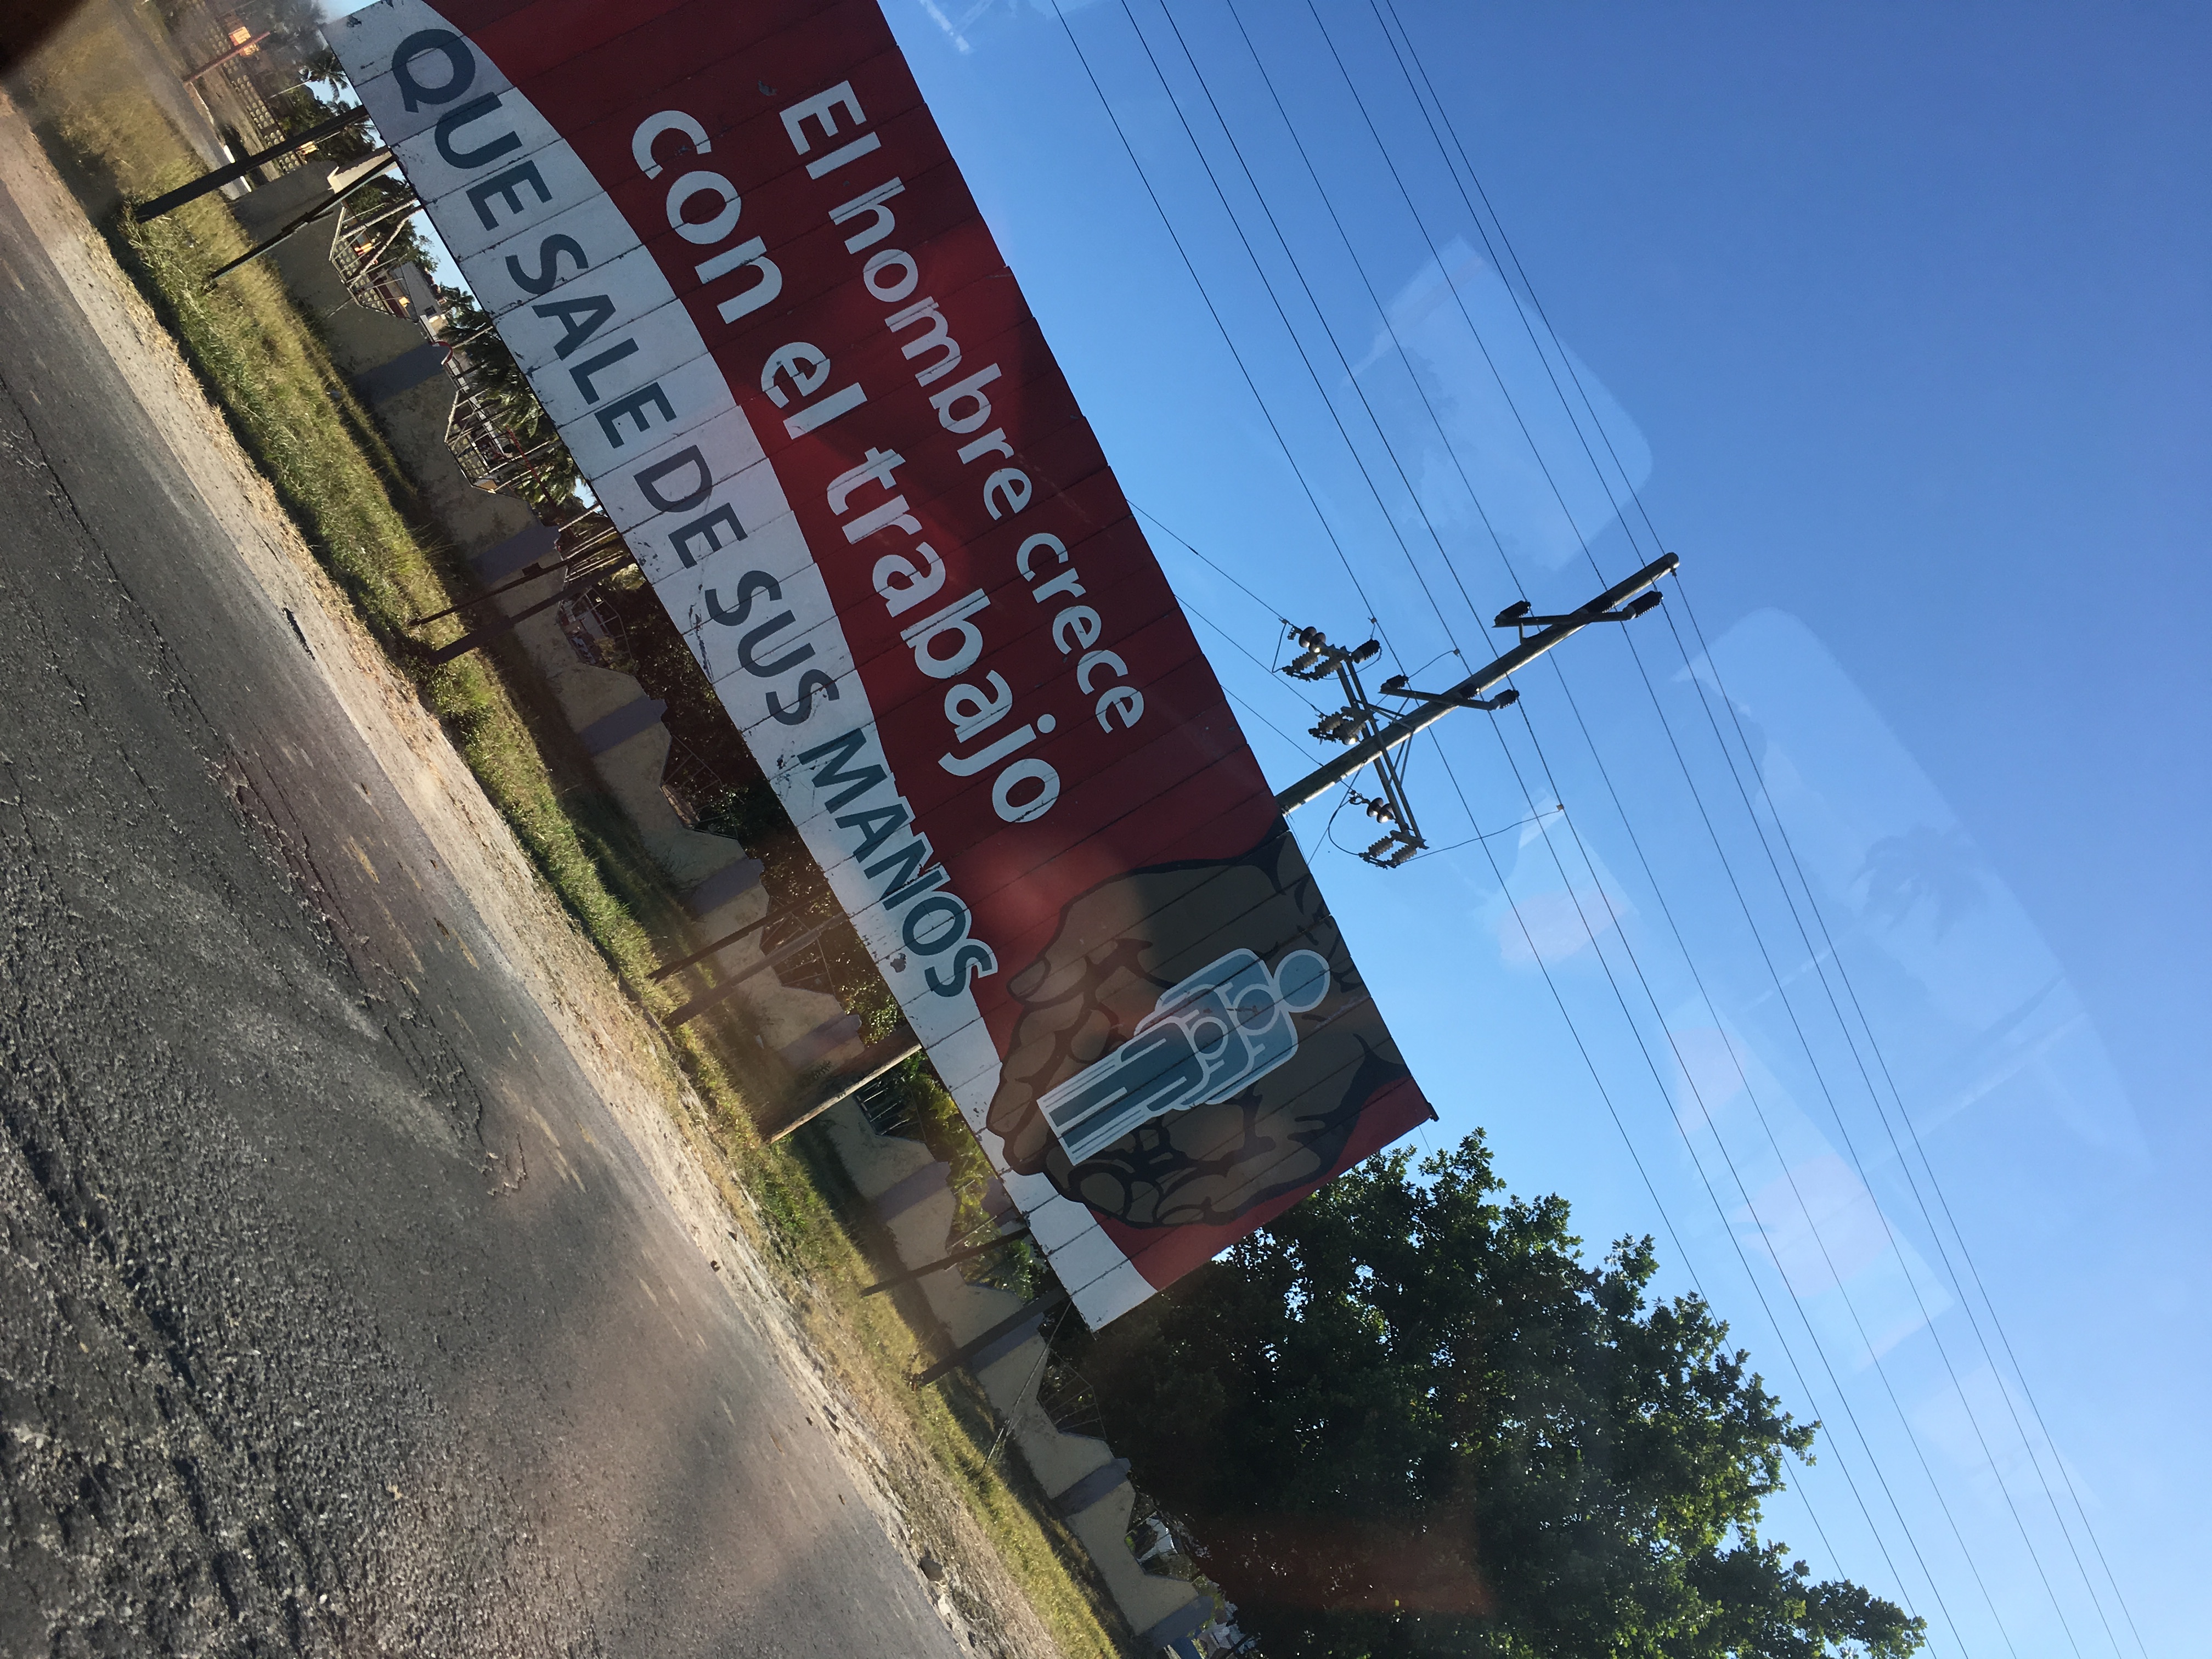 El hombre crece
con el trabajo
QUE SALE DE SUS MANOS